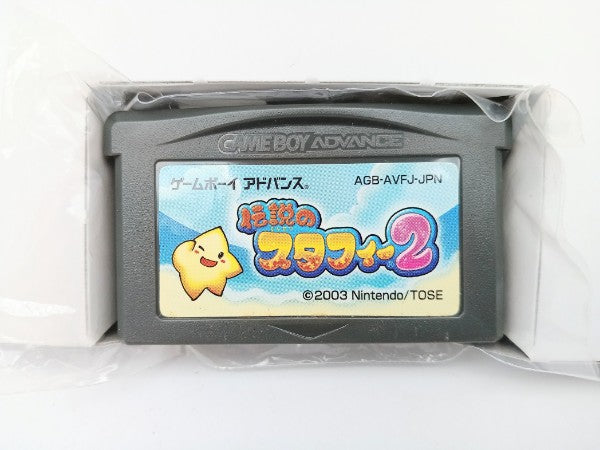 GAME BOY ADVANCE
ゲームボーイ アドバンス®
AGB-AVFJ-JPN
伝説の
スタフィー2
©2003 Nintendo/TOSE